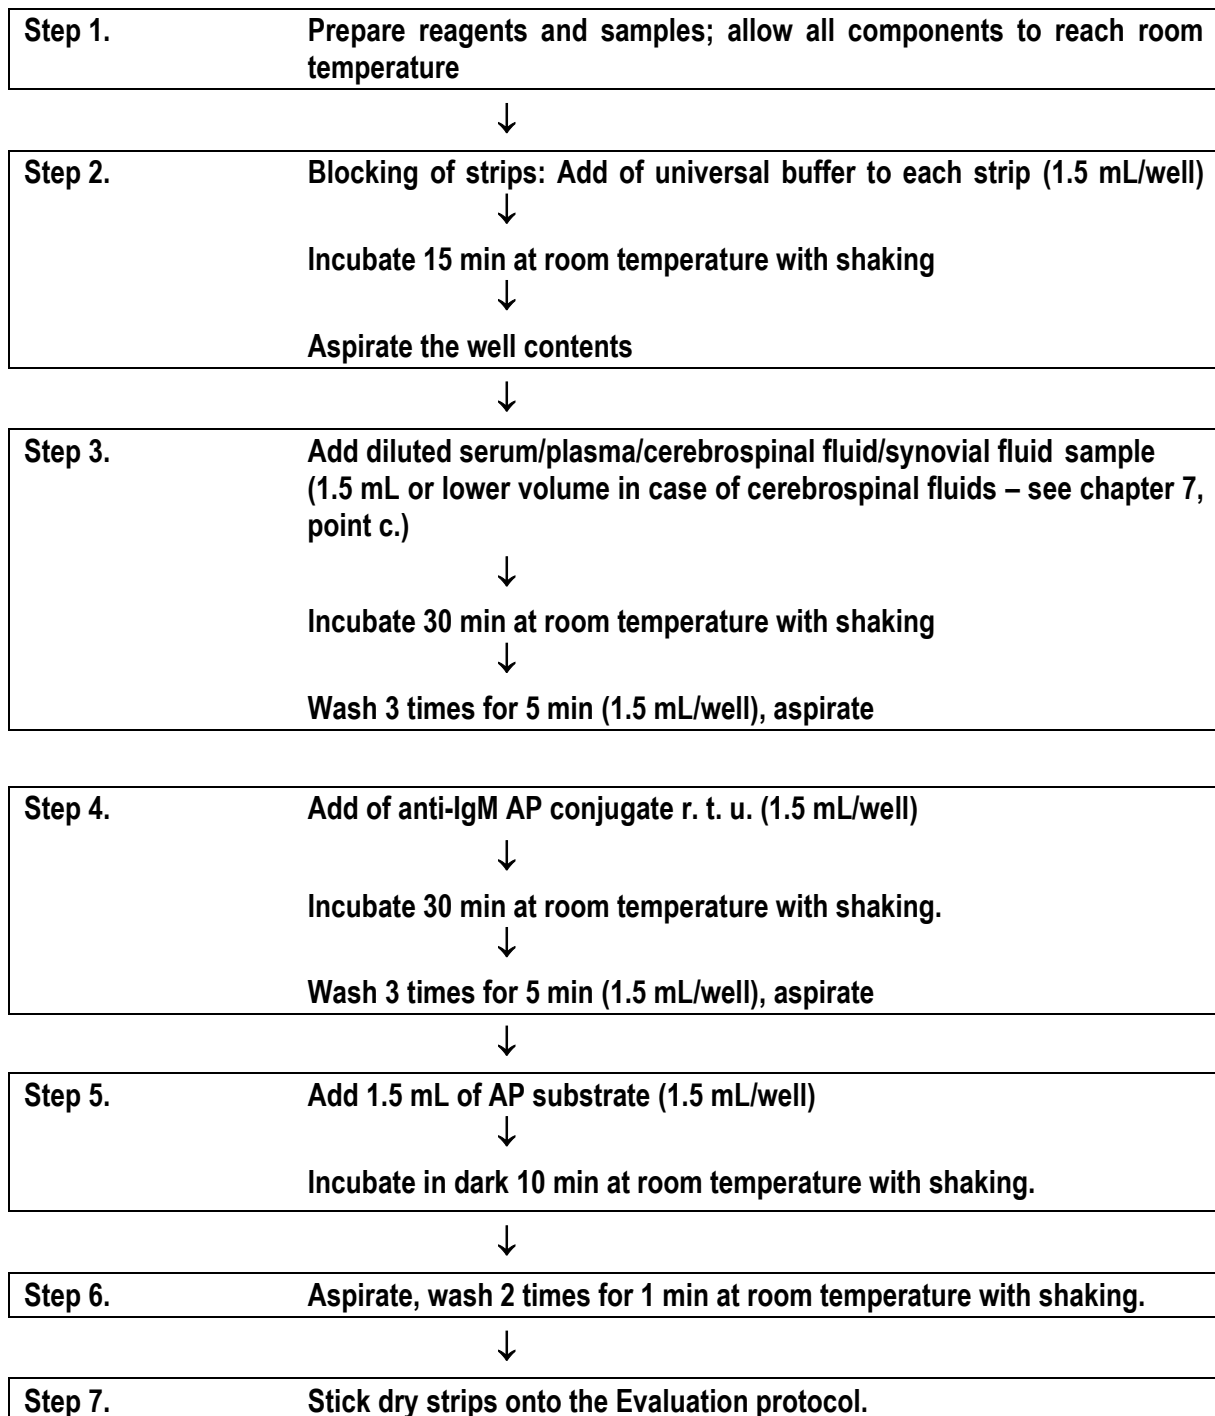 Step 1. Prepare reagents and samples; allow all components to reach room
temperature
↓
Step 2. Blocking of strips: Add of universal buffer to each strip (1.5 mL/well)
↓
Incubate 15 min at room temperature with shaking
↓
Aspirate the well contents
↓
Step 3. Add diluted serum/plasma/cerebrospinal fluid/synovial fluid sample
(1.5 mL or lower volume in case of cerebrospinal fluids – see chapter 7,
point c.)
↓
Incubate 30 min at room temperature with shaking
↓
Wash 3 times for 5 min (1.5 mL/well), aspirate
Step 4. Add of anti-IgM AP conjugate r. t. u. (1.5 mL/well)
↓
Incubate 30 min at room temperature with shaking.
↓
Wash 3 times for 5 min (1.5 mL/well), aspirate
↓
Step 5. Add 1.5 mL of AP substrate (1.5 mL/well)
↓
Incubate in dark 10 min at room temperature with shaking.
↓
Step 6. Aspirate, wash 2 times for 1 min at room temperature with shaking.
↓
Step 7. Stick dry strips onto the Evaluation protocol.